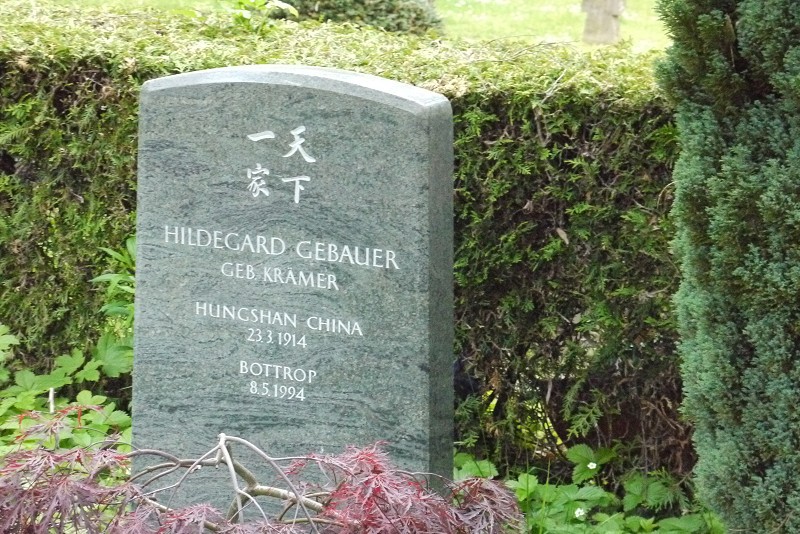 天下
一家
HILDEGARD GEBAUER
GEB. KRÄMER
HUNGSHAN CHINA
23.3.1914
BOTTROP
8.5.1994